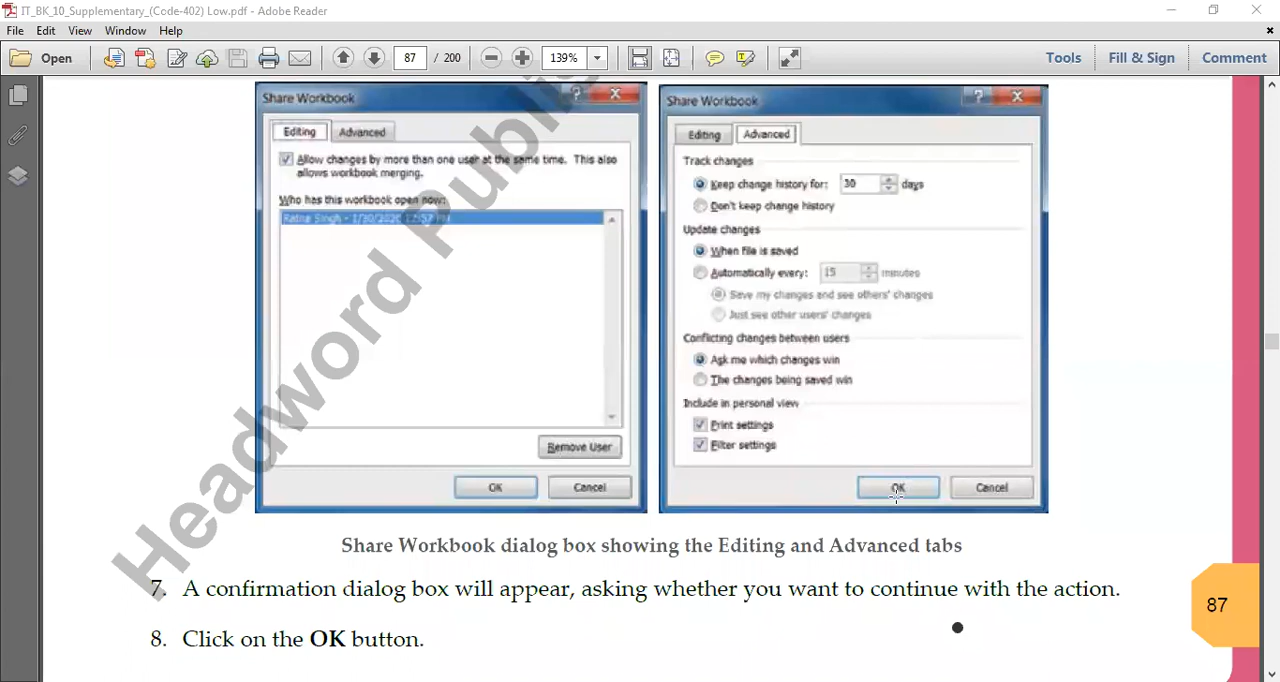 IT_BK_10_Supplementary_(Code-402) Low.pdf - Adobe Reader
File Edit View Window Help
Open 87 / 200 139% Tools Fill & Sign Comment
Share Workbook
Editing Advanced
Allow changes by more than one user at the same time. This also
allows workbook merging.
Who has this workbook open now:
Singh - 1/30/2020 12:57
Remove User
OK Cancel
Share Workbook
Editing Advanced
Track changes
Keep change history for: 30 days
Don't keep change history
Update changes
When file is saved
Automatically every: 15 minutes
Save my changes and see others' changes
Just see other users' changes
Conflicting changes between users
Ask me which changes win
The changes being saved win
Include in personal view
Print settings
Filter settings
OK Cancel
Headword Publis
Share Workbook dialog box showing the Editing and Advanced tabs
7. A confirmation dialog box will appear, asking whether you want to continue with the action.
87
8. Click on the OK button.